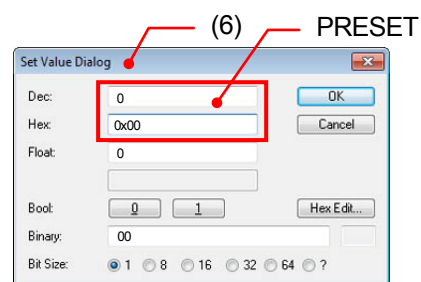 (6) PRESET
Set Value Dialog
Dec: 0 OK
Hex: 0x00 Cancel
Float: 0
Bool: 0 1 Hex Edit...
Binary: 00
Bit Size: 1 8 16 32 64 ?